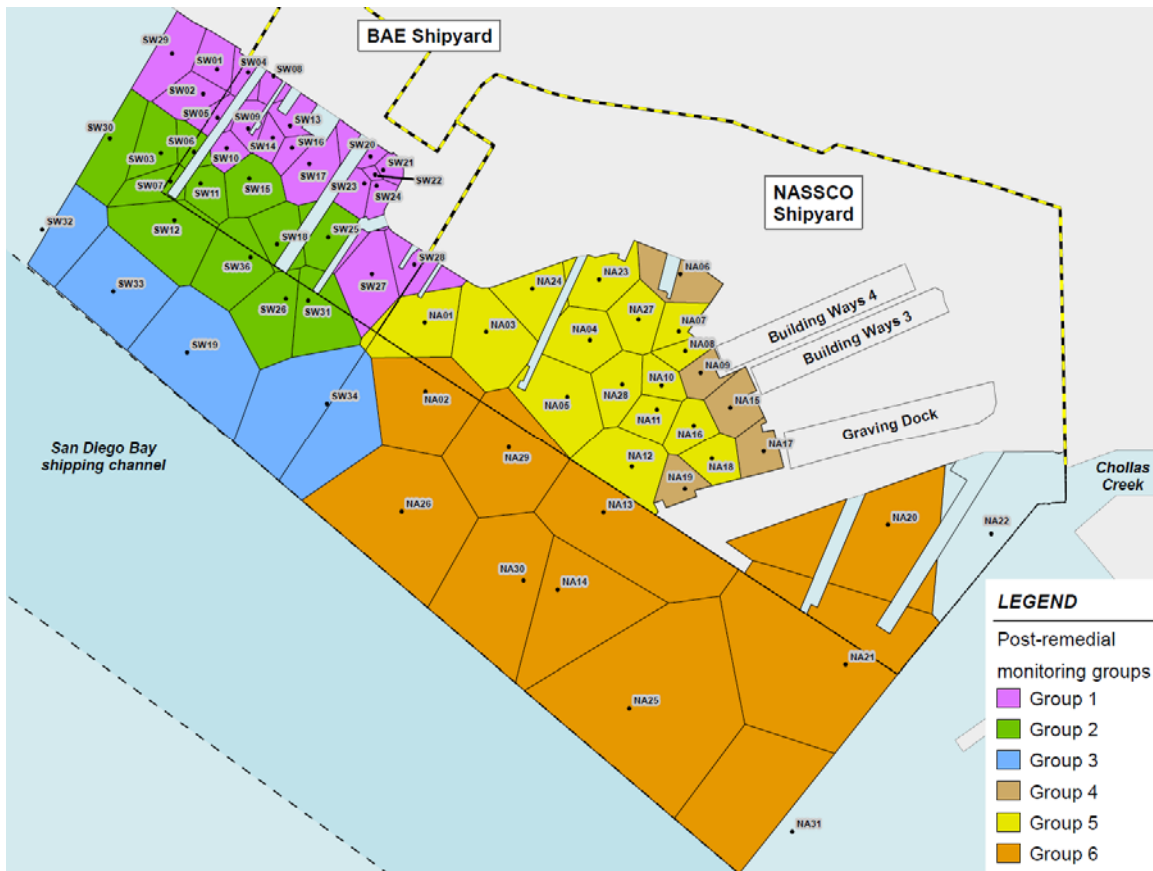 BAE Shipyard
NASSCO
Shipyard
SW29
SW01
SW04
SW08
SW02
SW05
SW09
SW13
SW14
SW16
SW10
SW17
SW20
SW21
SW22
SW23
SW24
SW30
SW03
SW06
SW07
SW11
SW15
SW12
SW18
SW25
SW36
SW26
SW31
SW27
SW28
SW32
SW33
SW19
SW34
NA01
NA03
NA24
NA23
NA06
NA27
NA07
NA04
NA08
NA09
NA10
NA28
NA05
NA11
NA15
NA16
NA12
NA18
NA17
NA19
NA02
NA29
NA26
NA13
NA30
NA14
NA25
NA20
NA22
NA21
NA31
Building Ways 4
Building Ways 3
Graving Dock
San Diego Bay
shipping channel
Chollas
Creek
LEGEND
Post-remedial
monitoring groups
Group 1
Group 2
Group 3
Group 4
Group 5
Group 6